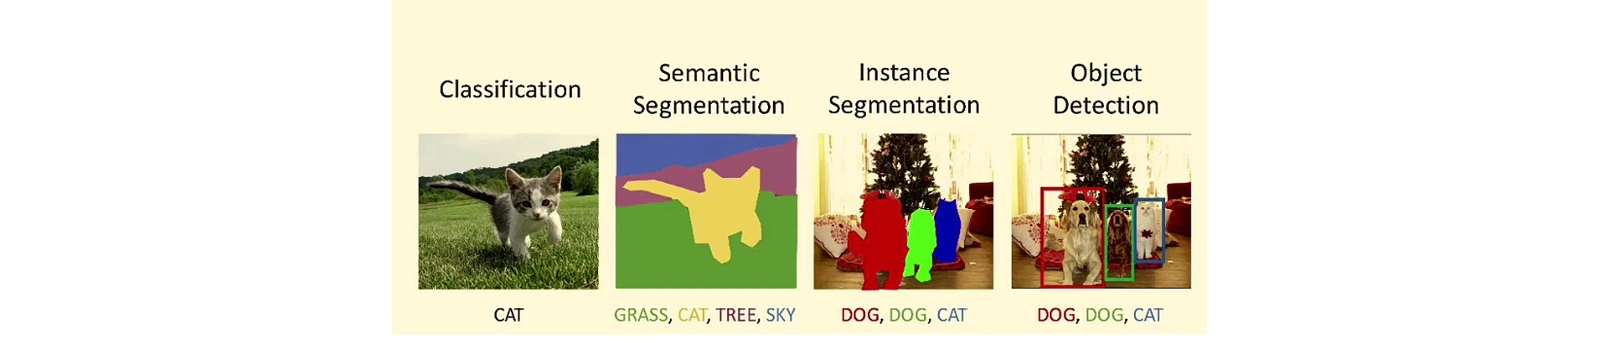 Classification
Semantic
Segmentation
Instance
Segmentation
Object
Detection
CAT
GRASS, CAT, TREE, SKY
DOG, DOG, CAT
DOG, DOG, CAT